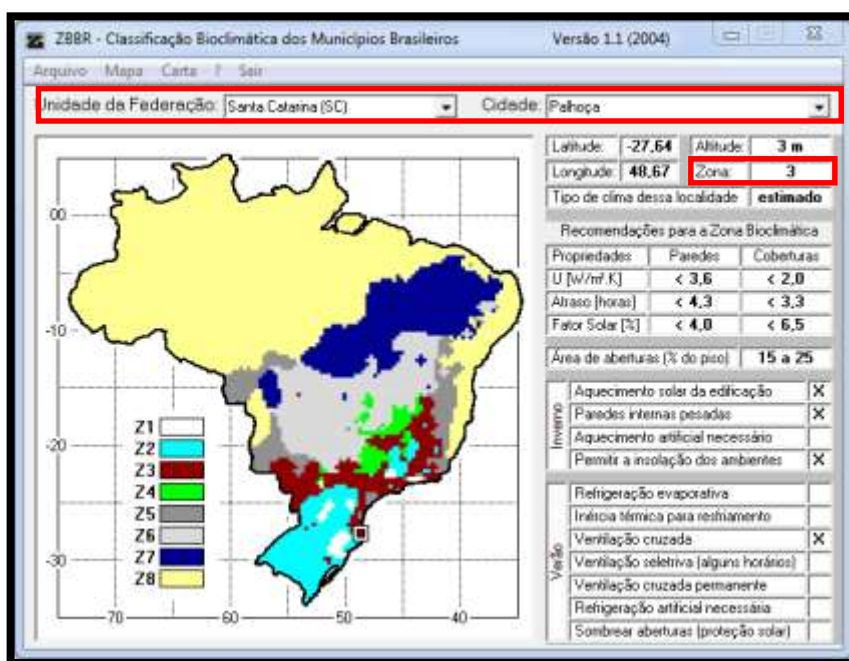 ZBBR - Classificação Bioclimática dos Municípios Brasileiros Versão 1.1 (2004)
Arquivo Mapa Carta ? Sair
Unidade da Federação: Santa Catarina (SC) Cidade: Palhoça
Latitude: -27,64 Altitude: 3 m
Longitude: 48,67 Zona: 3
Tipo de clima dessa localidade estimado
Recomendações para a Zona Bioclimática
Propriedades Paredes Coberturas
U [W/m².K] < 3,6 < 2,0
Atraso [horas] < 4,3 < 3,3
Fator Solar [%] < 4,0 < 6,5
Área de aberturas (% do piso) 15 a 25
Inverno
Aquecimento solar da edificação X
Paredes internas pesadas X
Aquecimento artificial necessário
Permitir a insolação dos ambientes X
Verão
Refrigeração evaporativa
Inércia térmica para resfriamento
Ventilação cruzada X
Ventilação seletriva (alguns horários)
Ventilação cruzada permanente
Refrigeração artificial necessária
Sombrear aberturas (proteção solar)
00
-10
-20
-30
Z1
Z2
Z3
Z4
Z5
Z6
Z7
Z8
-70 -60 -50 -40